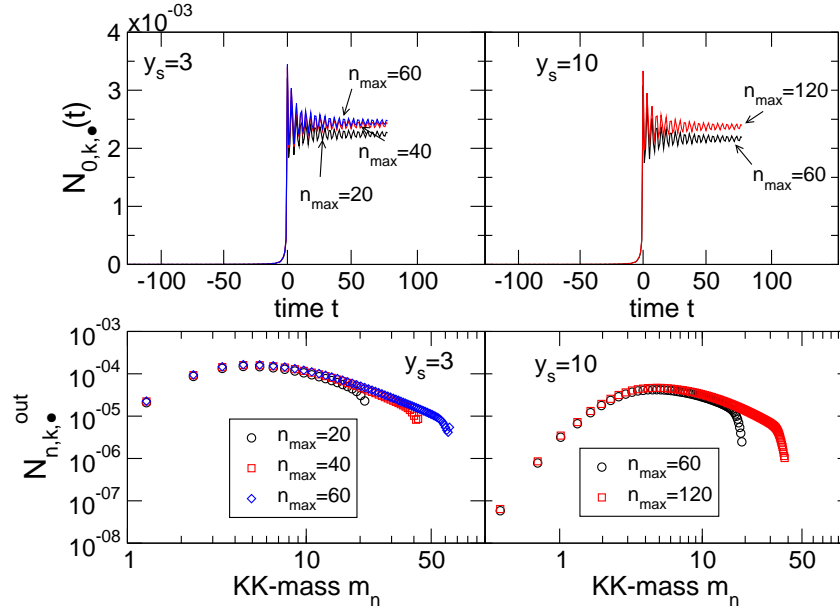 x10^-03
4
3
2
1
0
N_{0,k,•}(t)
y_s=3
n_max=60
n_max=40
n_max=20
-100 -50 0 50 100
time t
y_s=10
n_max=120
n_max=60
-100 -50 0 50 100
time t
10^-03
10^-04
10^-05
10^-06
10^-07
10^-08
N^{out}_{n,k,•}
y_s=3
n_max=20
n_max=40
n_max=60
1 10 50
KK-mass m_n
y_s=10
n_max=60
n_max=120
1 10 50
KK-mass m_n